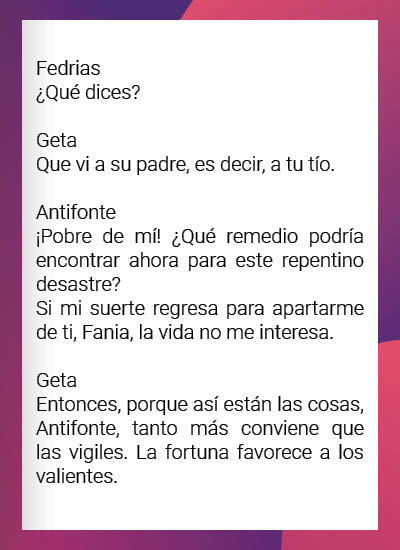 Fedrias
¿Qué dices?
Geta
Que vi a su padre, es decir, a tu tío.
Antifonte
¡Pobre de mí! ¿Qué remedio podría
encontrar ahora para este repentino
desastre?
Si mi suerte regresa para apartarme
de ti, Fania, la vida no me interesa.
Geta
Entonces, porque así están las cosas,
Antifonte, tanto más conviene que
las vigiles. La fortuna favorece a los
valientes.